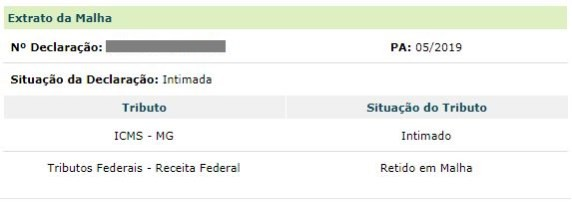 Extrato da Malha
Nº Declaração: PA: 05/2019
Situação da Declaração: Intimada
Tributo Situação do Tributo
ICMS - MG Intimado
Tributos Federais - Receita Federal Retido em Malha